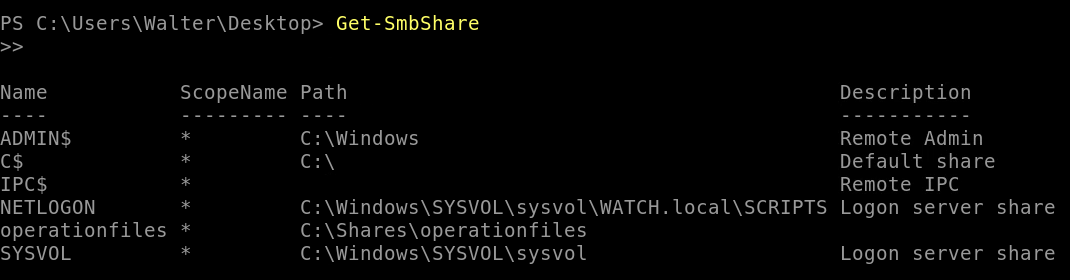 PS C:\Users\Walter\Desktop> Get-SmbShare
>>
Name ScopeName Path Description
---- --------- ---- -----------
ADMIN$ * C:\Windows Remote Admin
C$ * C:\ Default share
IPC$ * Remote IPC
NETLOGON * C:\Windows\SYSVOL\sysvol\WATCH.local\SCRIPTS Logon server share
operationfiles * C:\Shares\operationfiles
SYSVOL * C:\Windows\SYSVOL\sysvol Logon server share